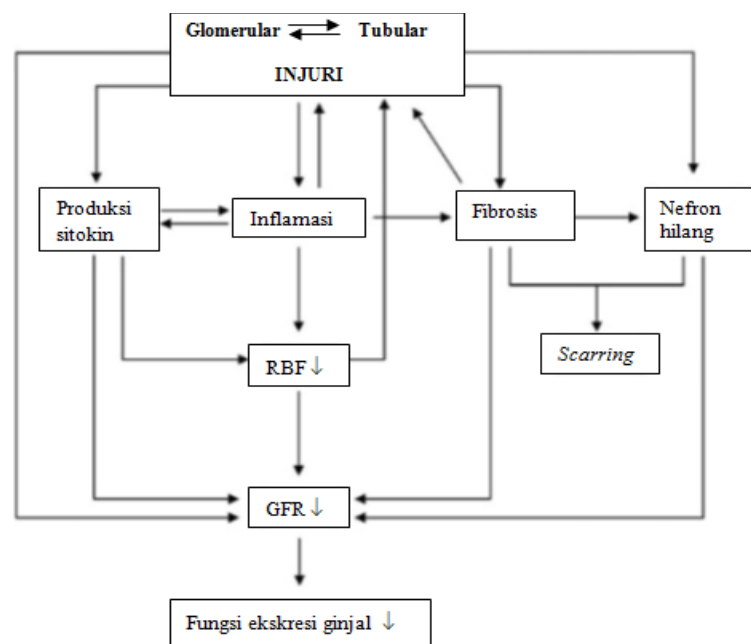 Glomerular Tubular
INJURI
Produksi
sitokin
Inflamasi
Fibrosis
Nefron
hilang
RBF ↓
Scarring
GFR ↓
Fungsi ekskresi ginjal ↓